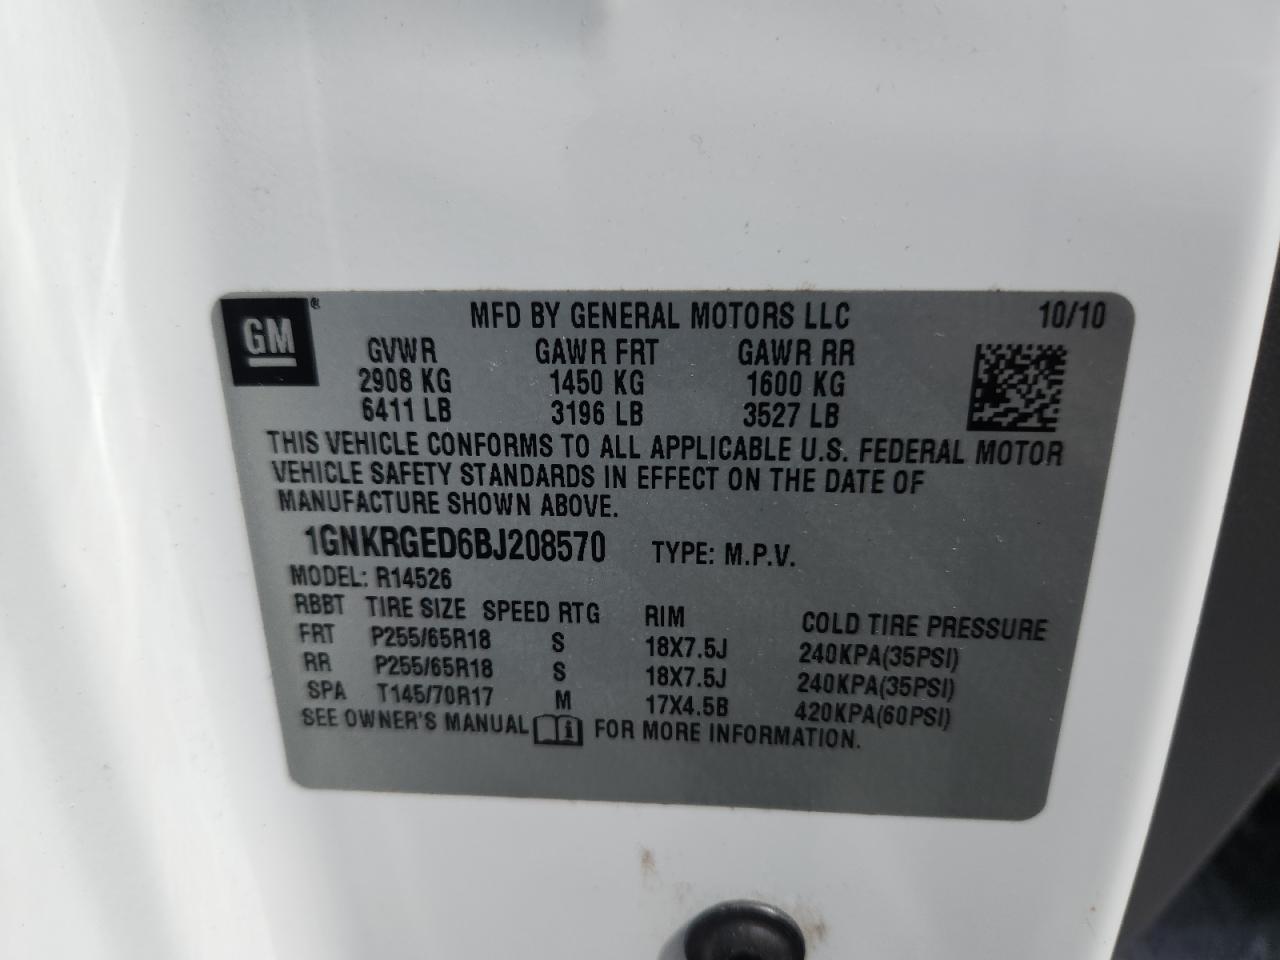 GM®
MFD BY GENERAL MOTORS LLC 10/10
GVWR GAWR FRT GAWR RR
2908 KG 1450 KG 1600 KG
6411 LB 3196 LB 3527 LB
THIS VEHICLE CONFORMS TO ALL APPLICABLE U.S. FEDERAL MOTOR
VEHICLE SAFETY STANDARDS IN EFFECT ON THE DATE OF
MANUFACTURE SHOWN ABOVE.
1GNKRGED6BJ208570 TYPE: M.P.V.
MODEL: R14526
RBBT TIRE SIZE SPEED RTG RIM COLD TIRE PRESSURE
FRT P255/65R18 S 18X7.5J 240KPA(35PSI)
RR P255/65R18 S 18X7.5J 240KPA(35PSI)
SPA T145/70R17 M 17X4.5B 420KPA(60PSI)
SEE OWNER'S MANUAL i FOR MORE INFORMATION.